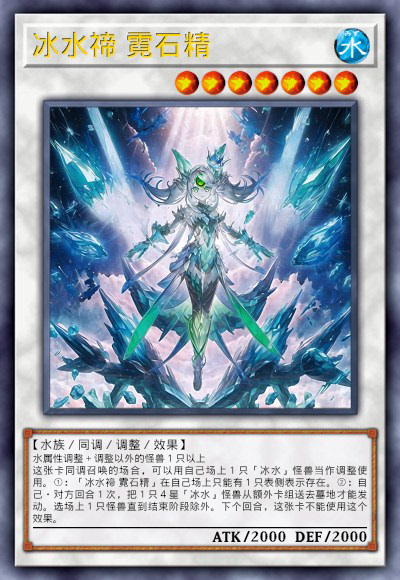 冰水禘 霓石精
水
みず
【水族／同调／调整／效果】
水属性调整＋调整以外的怪兽１只以上
这张卡同调召唤的场合，可以用自己场上１只「冰水」怪兽当作调整使
用。①：「冰水禘 霓石精」在自己场上只能有１只表侧表示存在。②：自
己·对方回合１次，把１只４星「冰水」怪兽从额外卡组送去墓地才能发
动。选场上１只怪兽直到结束阶段除外。下个回合，这张卡不能使用这个
效果。
ATK/2000 DEF/2000